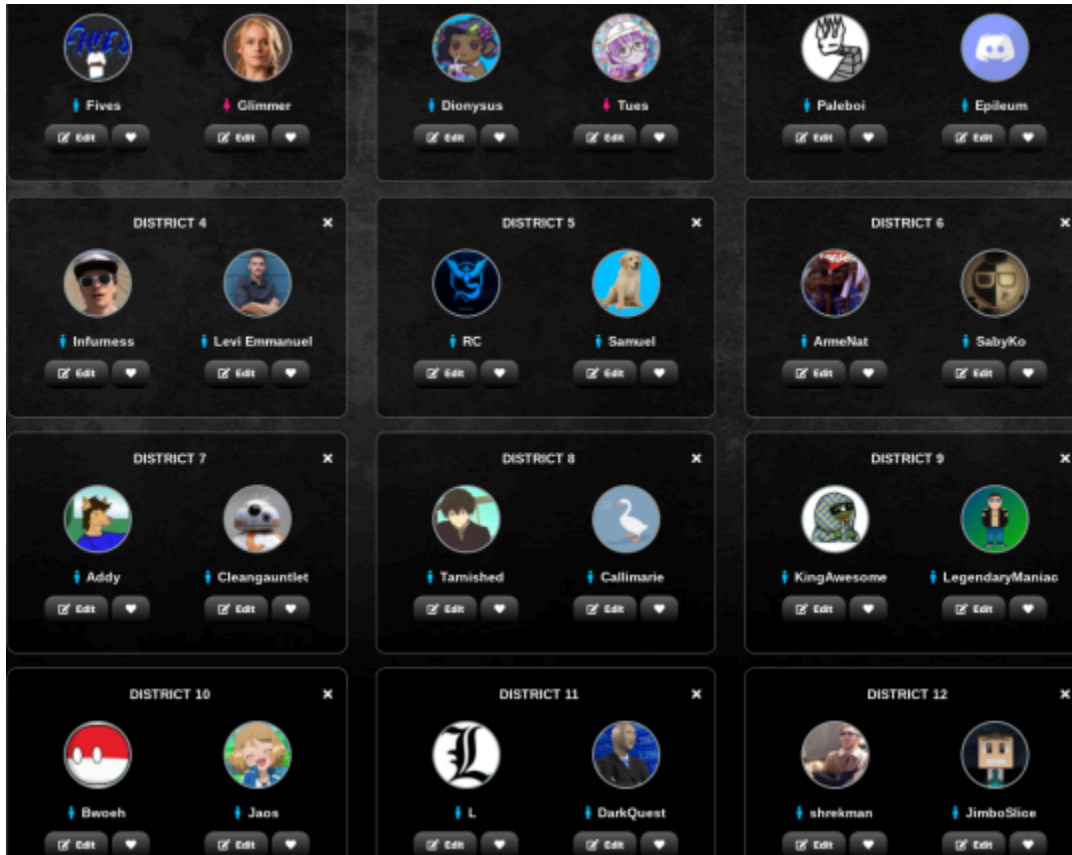 Fives Glimmer
Edit Edit
Dionysus Tues
Edit Edit
Paleboi Epileum
Edit Edit
DISTRICT 4
Infumess Levi Emmanuel
Edit Edit
DISTRICT 5
RC Samuel
Edit Edit
DISTRICT 6
ArmeNat SabyKo
Edit Edit
DISTRICT 7
Addy Cleangauntlet
Edit Edit
DISTRICT 8
Tarnished Callimarie
Edit Edit
DISTRICT 9
KingAwesome LegendaryManiac
Edit Edit
DISTRICT 10
Bwoeh Jaos
Edit Edit
DISTRICT 11
L DarkQuest
Edit Edit
DISTRICT 12
shrekman JimboSlice
Edit Edit